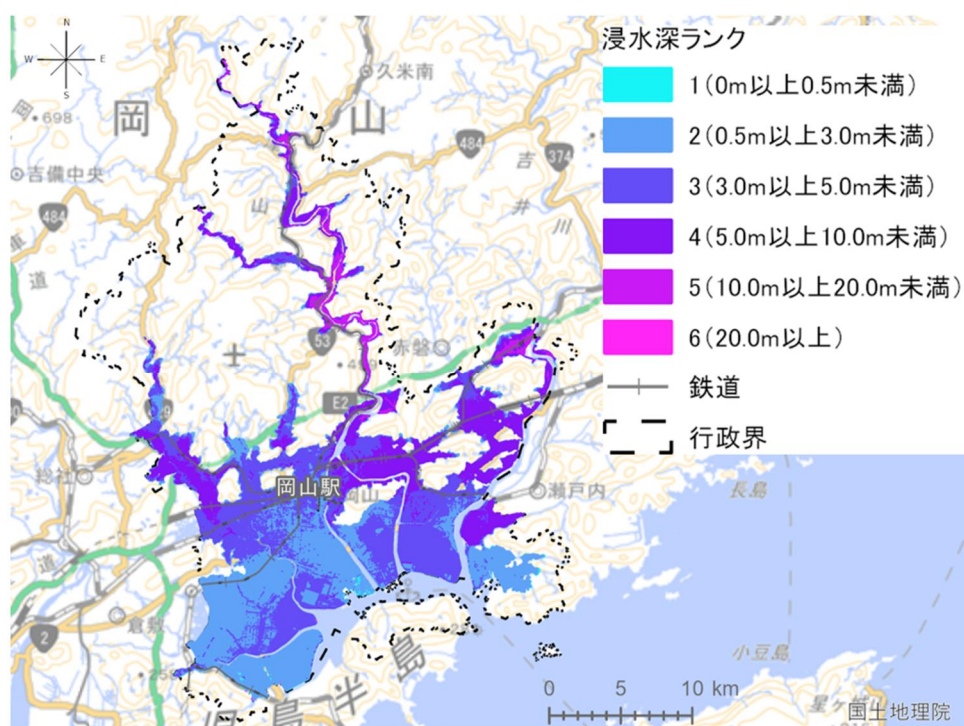 N
W E
S
浸水深ランク
1(0m以上0.5m未満)
2(0.5m以上3.0m未満)
3(3.0m以上5.0m未満)
4(5.0m以上10.0m未満)
5(10.0m以上20.0m未満)
6(20.0m以上)
鉄道
行政界
久米南
岡 山
698
484
374
吉備中央
吉
井
川
484
山
道
53
赤磐
士
E2
総社
岡山駅
岡山
瀬戸内
長島
道
倉敷
2
小豆島
児島半島
0 5 10 km
国土地理院